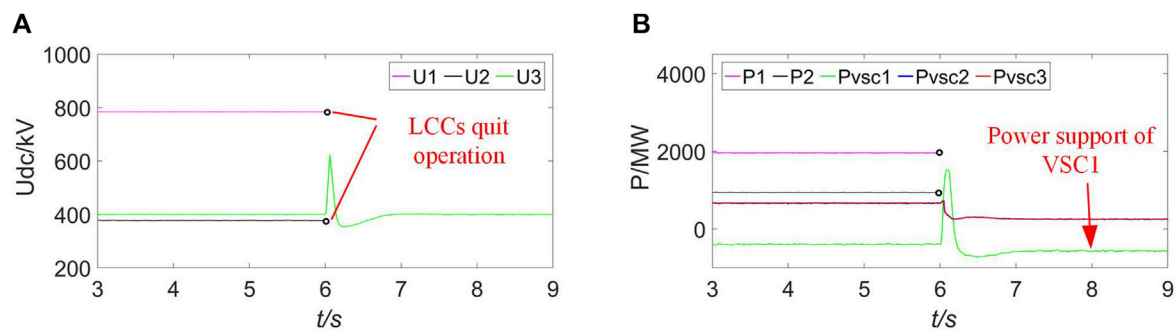 A
B
1000
800
600
400
200
Udc/kV
U1 U2 U3
LCCs quit
operation
3 4 5 6 7 8 9
t/s
4000
2000
0
P/MW
P1 P2 Pvsc1 Pvsc2 Pvsc3
Power support of
VSC1
3 4 5 6 7 8 9
t/s